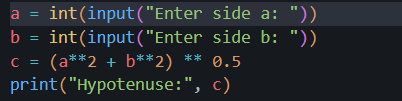 a = int(input("Enter side a: "))
b = int(input("Enter side b: "))
c = (a**2 + b**2) ** 0.5
print("Hypotenuse:", c)